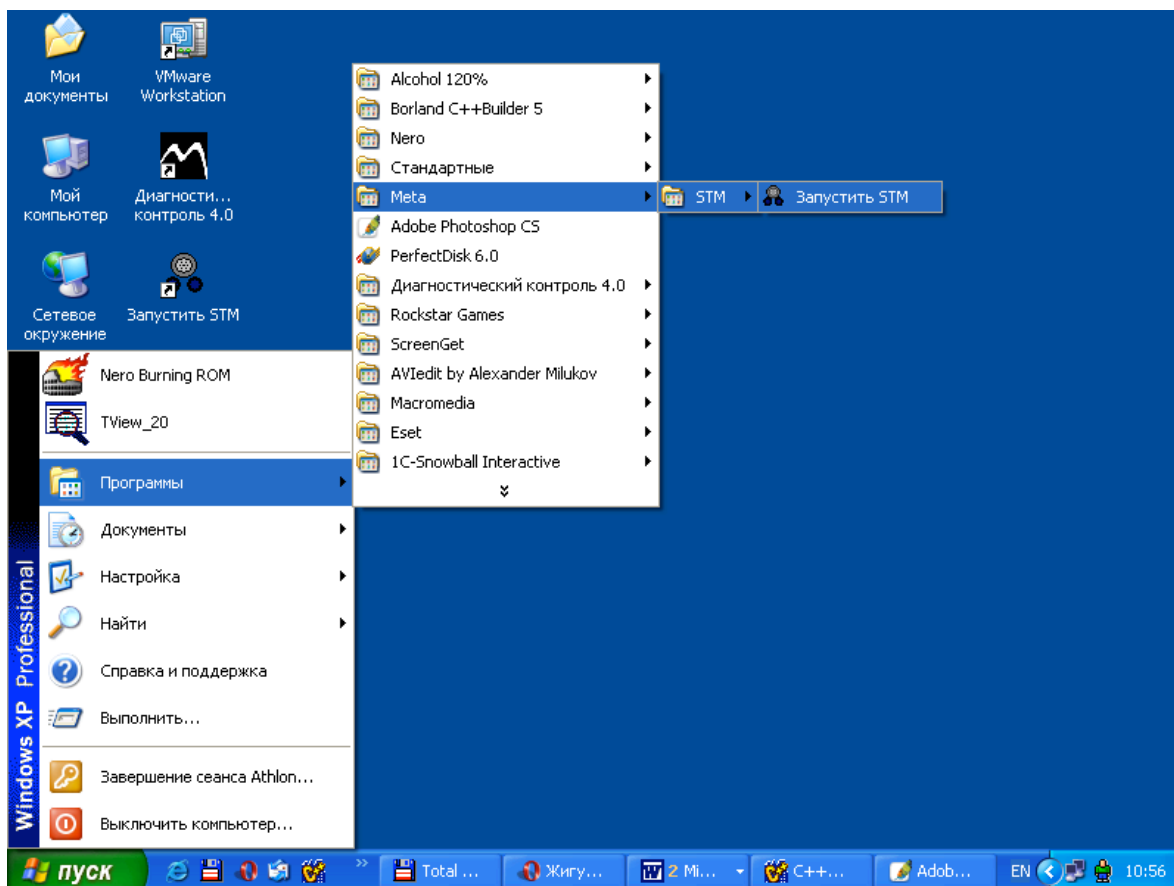 Мои
документы
VMware
Workstation
Мой
компьютер
Диагности...
контроль 4.0
Сетевое
окружение
Запустить STM
Alcohol 120%
Borland C++Builder 5
Nero
Стандартные
Meta
STM
Запустить STM
Adobe Photoshop CS
PerfectDisk 6.0
Диагностический контроль 4.0
Rockstar Games
ScreenGet
AVIedit by Alexander Milukov
Macromedia
Eset
1C-Snowball Interactive
Nero Burning ROM
TView_20
Программы
Документы
Настройка
Найти
Справка и поддержка
Выполнить...
Завершение сеанса Athlon...
Выключить компьютер...
Windows XP Professional
пуск
Total ...
Жигу...
2 Mi...
C++...
Adob...
EN
10:56